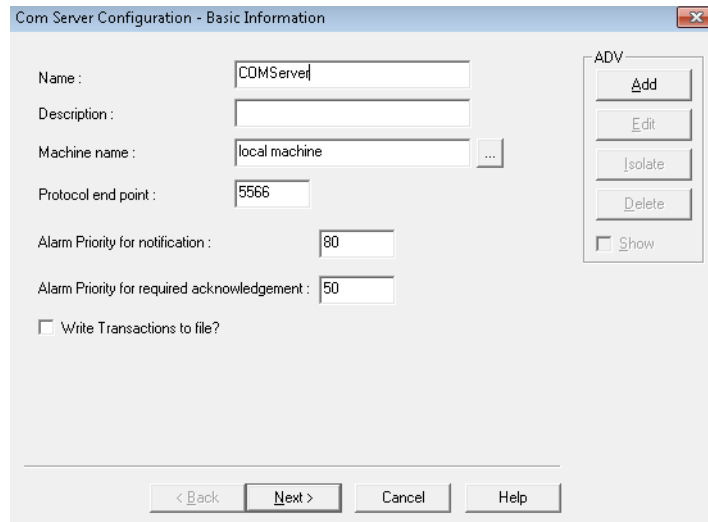 Com Server Configuration - Basic Information
Name :
COMServer
Description :
Machine name :
local machine
...
Protocol end point :
5566
Alarm Priority for notification :
80
Alarm Priority for required acknowledgement :
50
Write Transactions to file?
ADV
Add
Edit
Isolate
Delete
Show
< Back
Next >
Cancel
Help